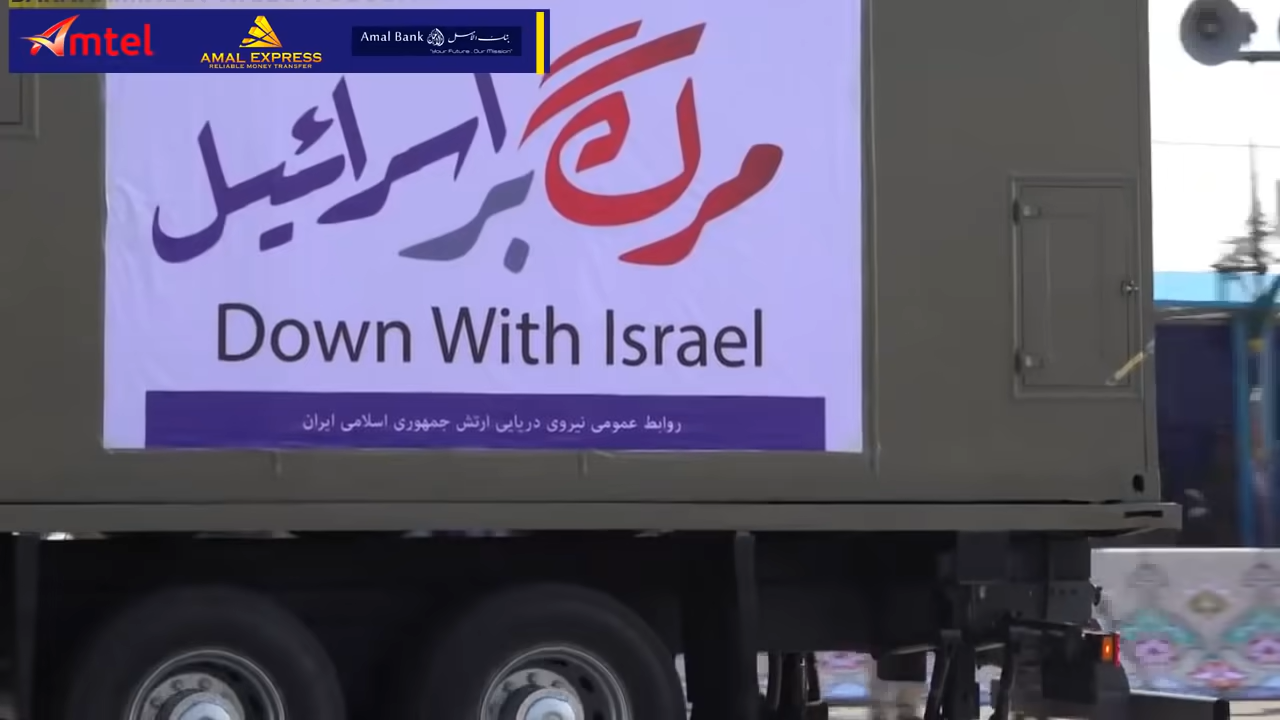 Amtel
AMAL EXPRESS
RELIABLE MONEY TRANSFER
Amal Bank بنك الأمل
"Your Future...Our Mission"
مرگ بر اسرائیل
Down With Israel
روابط عمومی نیروی دریایی ارتش جمهوری اسلامی ایران